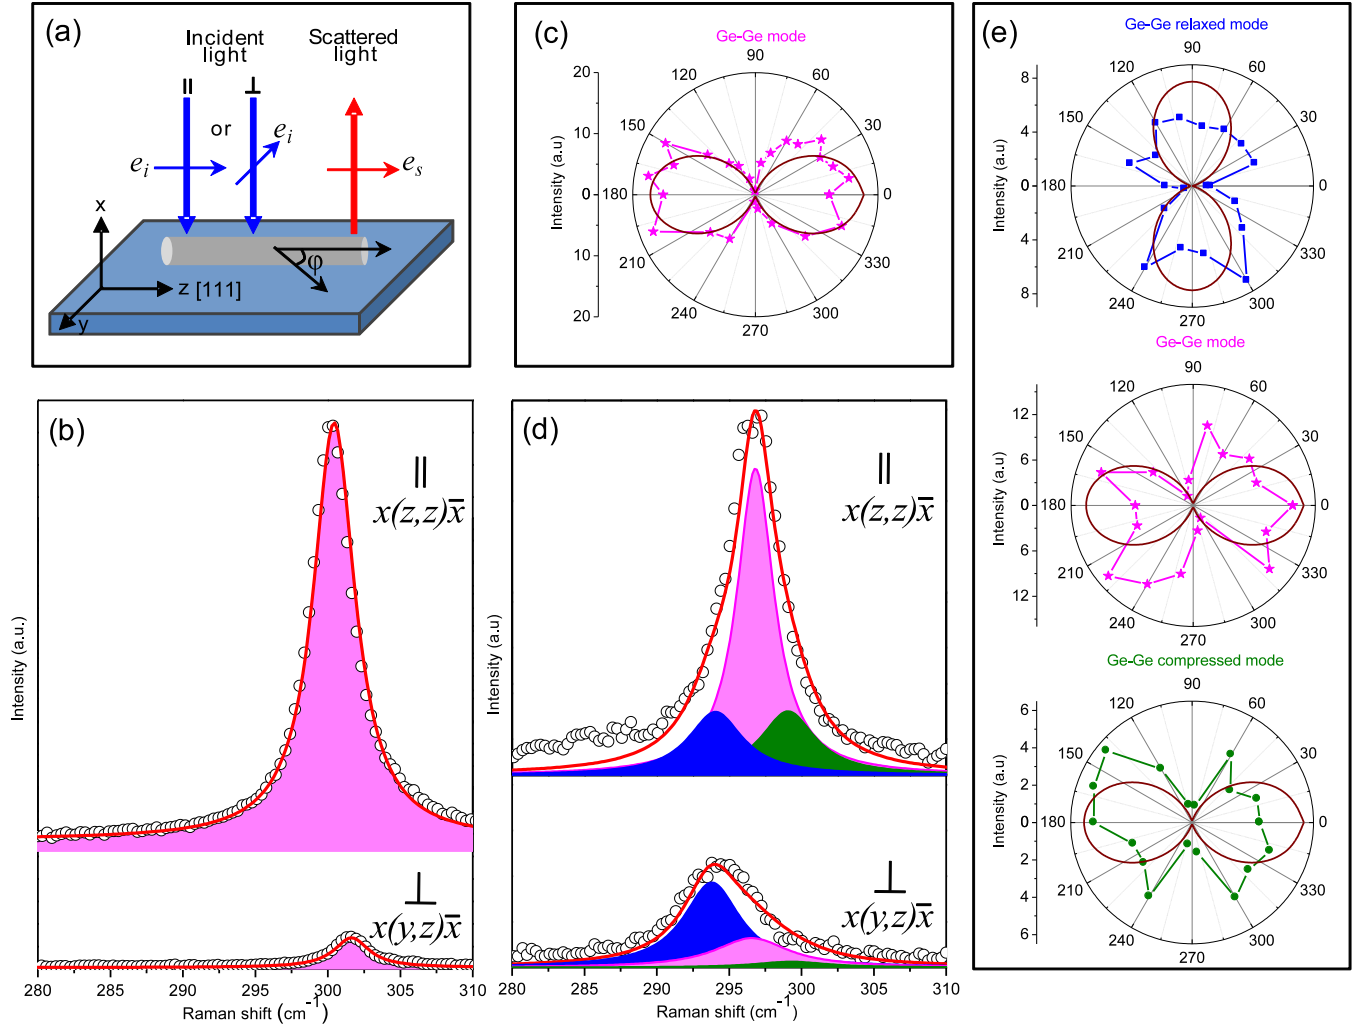 (a)
Incident
light
Scattered
light
||
⊥
or
e_i
e_i
e_s
x
φ
z [111]
y
(b)
||
x(z,z)x̄
⊥
x(y,z)x̄
Intensity (a.u.)
280
290
295
300
305
310
Raman shift (cm⁻¹)
(c)
Ge-Ge mode
Intensity (a.u)
20
10
0
10
20
90
120
60
150
30
180
0
210
330
240
300
270
(d)
||
x(z,z)x̄
⊥
x(y,z)x̄
Intensity (a.u)
280
290
295
300
305
310
Raman shift (cm⁻¹)
(e)
Ge-Ge relaxed mode
Intensity (a.u)
8
4
0
4
8
90
120
60
150
30
180
0
210
330
240
300
270
Ge-Ge mode
Intensity (a.u)
12
6
0
6
12
90
120
60
150
30
180
0
210
330
240
300
270
Ge-Ge compressed mode
Intensity (a.u)
6
4
2
0
2
4
6
90
120
60
150
30
180
0
210
330
240
300
270